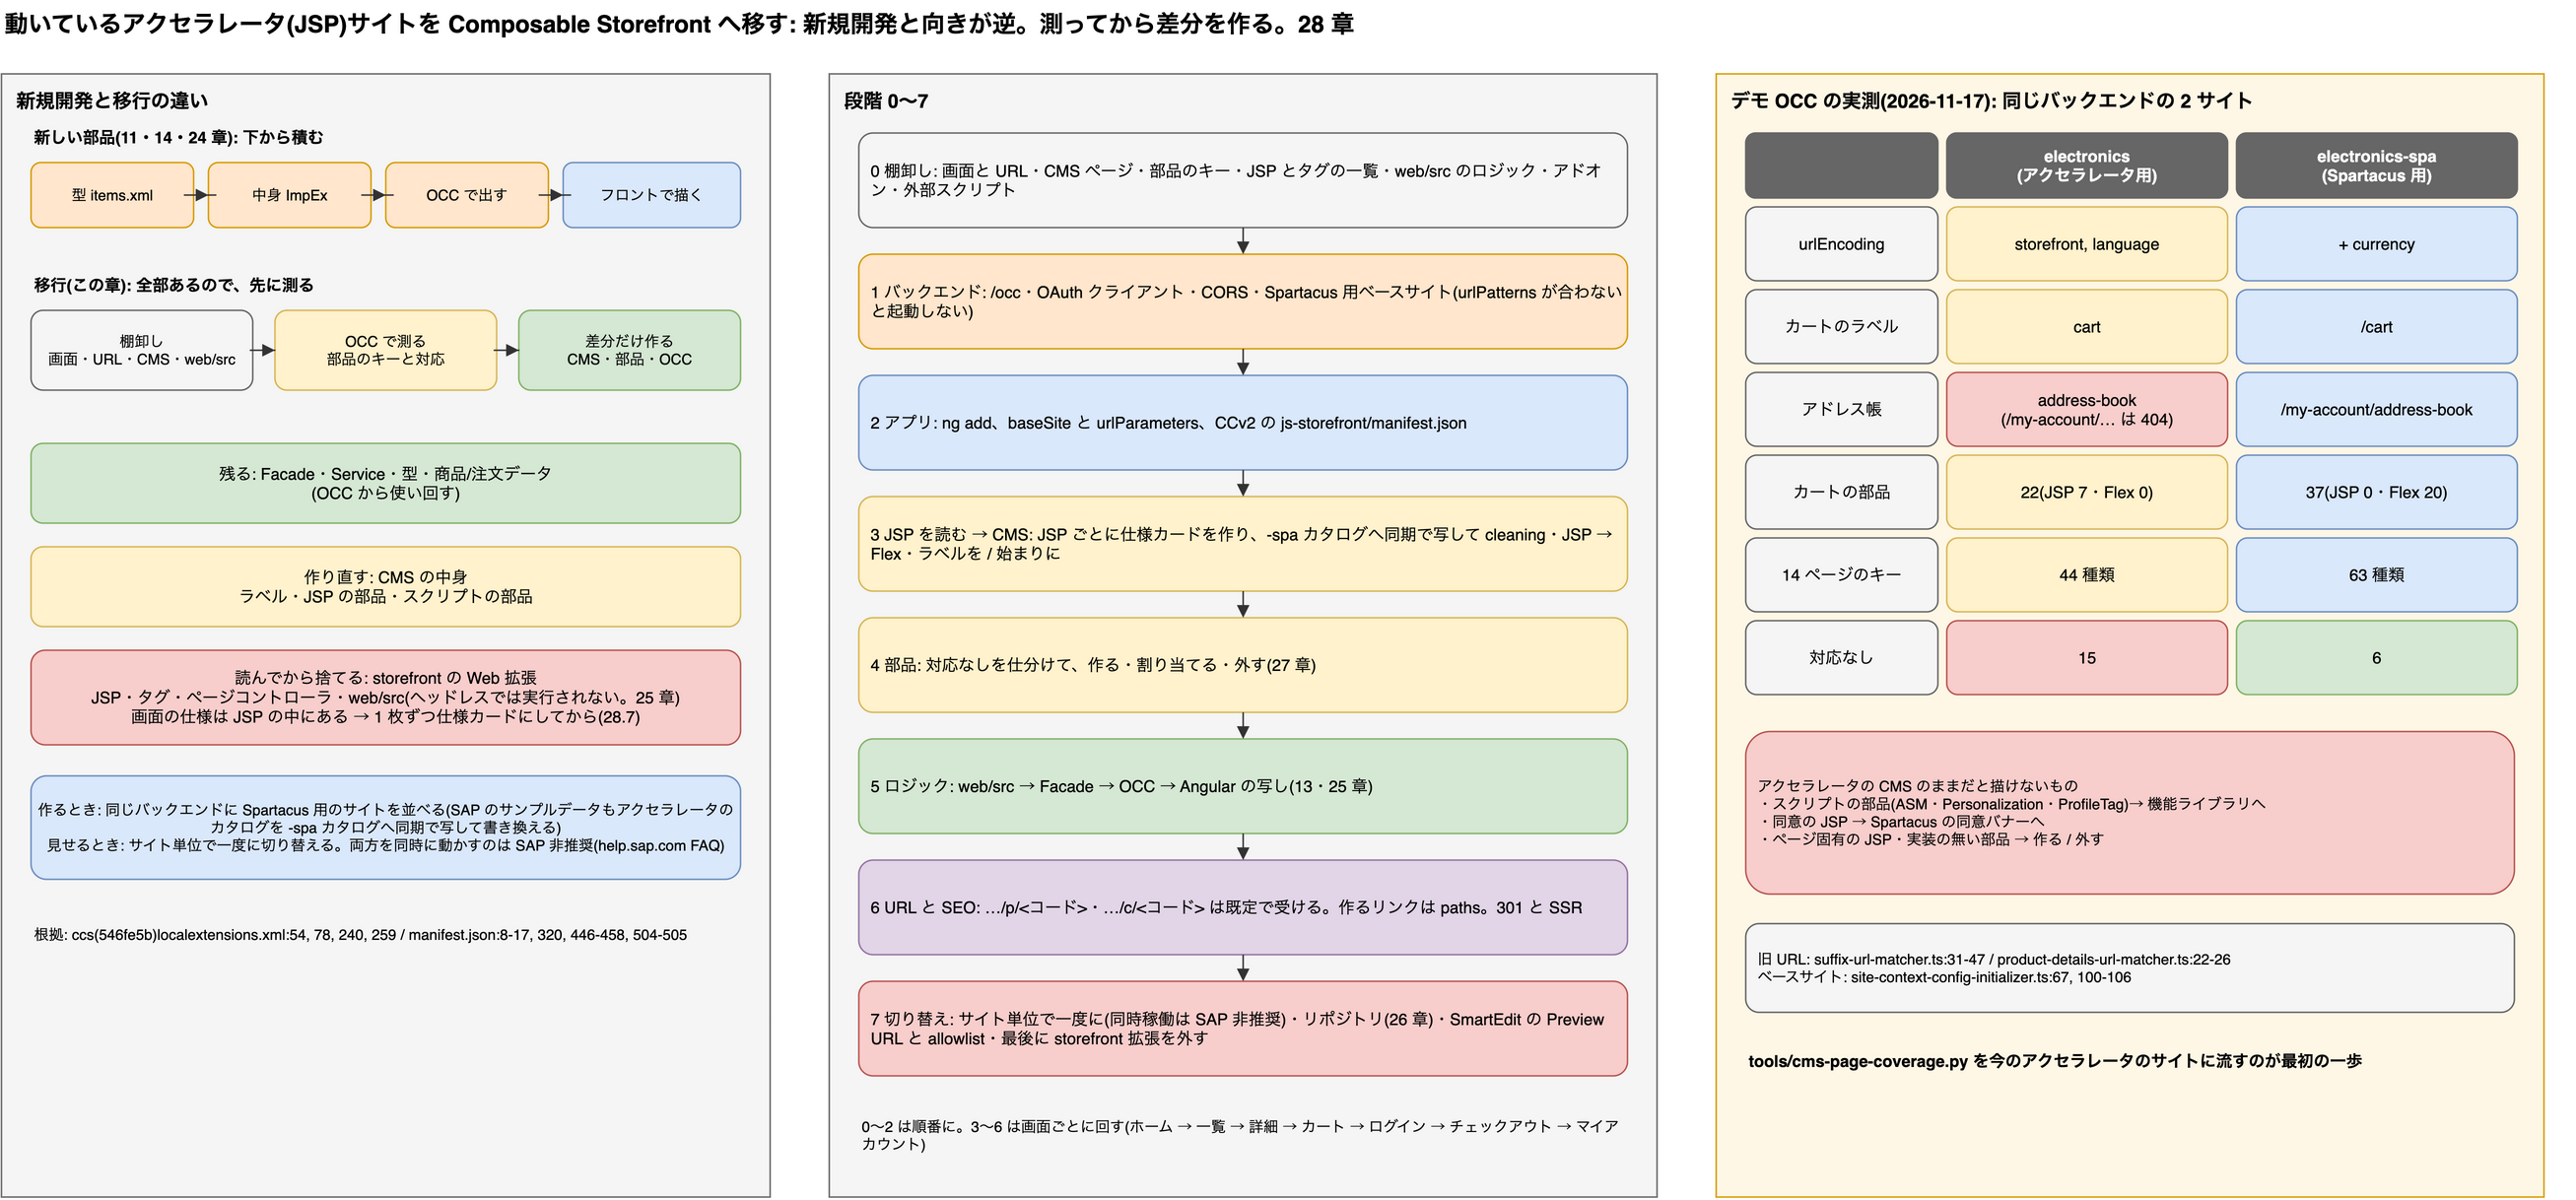 動いているアクセラレータ(JSP)サイトを Composable Storefront へ移す: 新規開発と向きが逆。測ってから差分を作る。28 章
新規開発と移行の違い
新しい部品(11・14・24 章): 下から積む
型 items.xml
中身 ImpEx
OCC で出す
フロントで描く
移行(この章): 全部あるので、先に測る
棚卸し
画面・URL・CMS・web/src
OCC で測る
部品のキーと対応
差分だけ作る
CMS・部品・OCC
残る: Facade・Service・型・商品/注文データ
(OCC から使い回す)
作り直す: CMS の中身
ラベル・JSP の部品・スクリプトの部品
読んでから捨てる: storefront の Web 拡張
JSP・タグ・ページコントローラ・web/src(ヘッドレスでは実行されない。25 章)
画面の仕様は JSP の中にある → 1 枚ずつ仕様カードにしてから(28.7)
作るとき: 同じバックエンドに Spartacus 用のサイトを並べる(SAP のサンプルデータもアクセラレータの
カタログを -spa カタログへ同期で写して書き換える)
見せるとき: サイト単位で一度に切り替える。両方を同時に動かすのは SAP 非推奨(help.sap.com FAQ)
根拠: ccs(546fe5b)localextensions.xml:54, 78, 240, 259 / manifest.json:8-17, 320, 446-458, 504-505
段階 0〜7
0 棚卸し: 画面と URL・CMS ページ・部品のキー・JSP とタグの一覧・web/src のロジック・アドオ
ン・外部スクリプト
1 バックエンド: /occ・OAuth クライアント・CORS・Spartacus 用ベースサイト(urlPatterns が合わない
と起動しない)
2 アプリ: ng add、baseSite と urlParameters、CCv2 の js-storefront/manifest.json
3 JSP を読む → CMS: JSP ごとに仕様カードを作り、-spa カタログへ同期で写して cleaning・JSP →
Flex・ラベルを / 始まりに
4 部品: 対応なしを仕分けて、作る・割り当てる・外す(27 章)
5 ロジック: web/src → Facade → OCC → Angular の写し(13・25 章)
6 URL と SEO: …/p/<コード>・…/c/<コード> は既定で受ける。作るリンクは paths。301 と SSR
7 切り替え: サイト単位で一度に(同時稼働は SAP 非推奨)・リポジトリ(26 章)・SmartEdit の Preview
URL と allowlist・最後に storefront 拡張を外す
0〜2 は順番に。3〜6 は画面ごとに回す(ホーム → 一覧 → 詳細 → カート → ログイン → チェックアウト → マイア
カウント)
デモ OCC の実測(2026-11-17): 同じバックエンドの 2 サイト
electronics
(アクセラレータ用)
electronics-spa
(Spartacus 用)
urlEncoding
storefront, language
+ currency
カートのラベル
cart
/cart
アドレス帳
address-book
(/my-account/… は 404)
/my-account/address-book
カートの部品
22(JSP 7・Flex 0)
37(JSP 0・Flex 20)
14 ページのキー
44 種類
63 種類
対応なし
15
6
アクセラレータの CMS のままだと描けないもの
・スクリプトの部品(ASM・Personalization・ProfileTag)→ 機能ライブラリへ
・同意の JSP → Spartacus の同意バナーへ
・ページ固有の JSP・実装の無い部品 → 作る / 外す
旧 URL: suffix-url-matcher.ts:31-47 / product-details-url-matcher.ts:22-26
ベースサイト: site-context-config-initializer.ts:67, 100-106
tools/cms-page-coverage.py を今のアクセラレータのサイトに流すのが最初の一歩